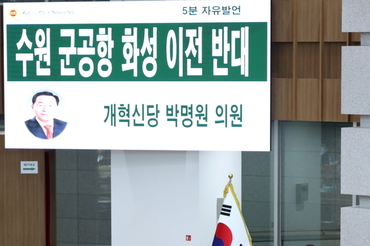 5분 자유발언
수원 군공항 화성 이전 반대
개혁신당 박명원 의원